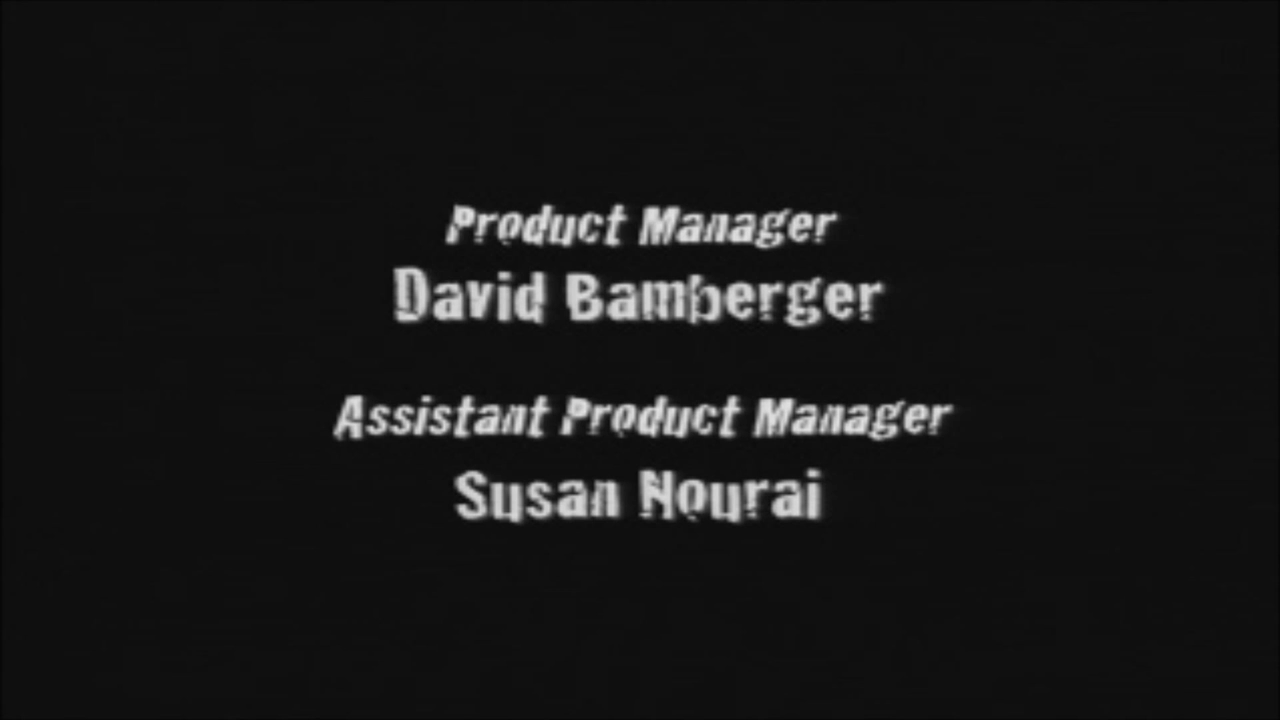 Product Manager
David Bamberger
Assistant Product Manager
Susan Nourai